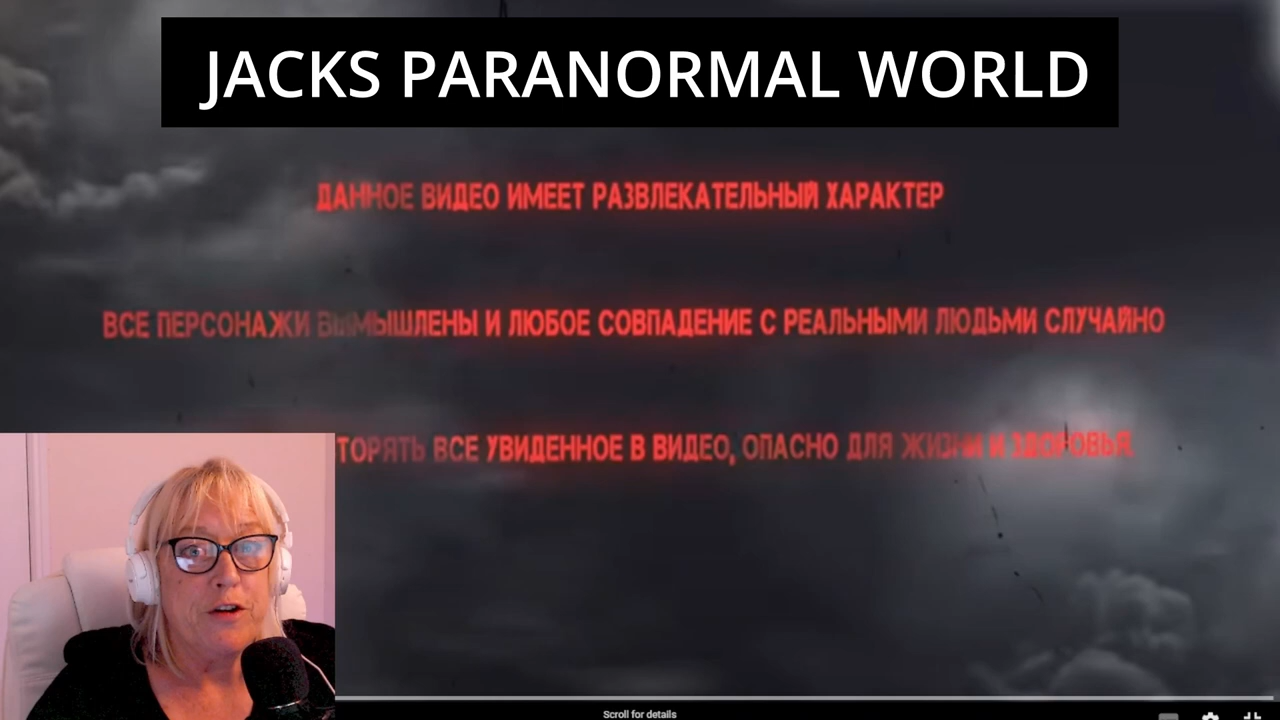 JACKS PARANORMAL WORLD
ДАННОЕ ВИДЕО ИМЕЕТ РАЗВЛЕКАТЕЛЬНЫЙ ХАРАКТЕР
ВСЕ ПЕРСОНАЖИ ВЫМЫШЛЕНЫ И ЛЮБОЕ СОВПАДЕНИЕ С РЕАЛЬНЫМИ ЛЮДЬМИ СЛУЧАЙНО
ТОРЯТЬ ВСЕ УВИДЕННОЕ В ВИДЕО, ОПАСНО ДЛЯ ЖИЗНИ И ЗДОРОВЬЯ.
Scroll for details